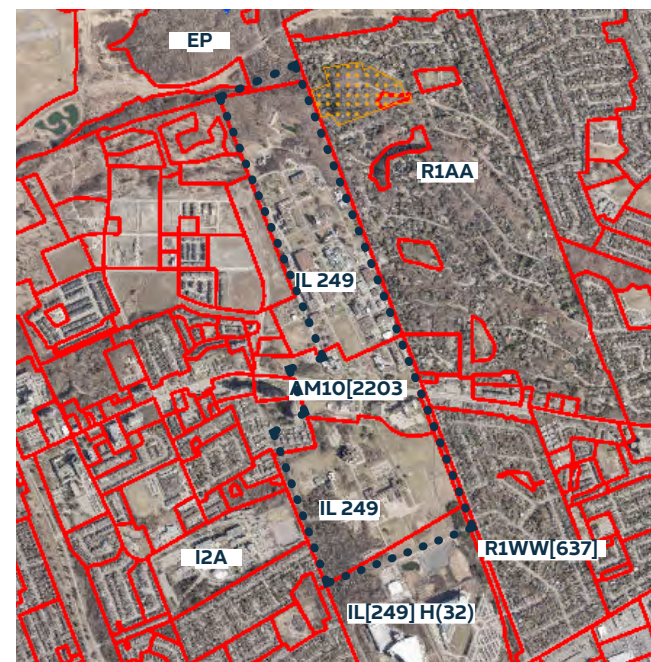 EP
R1AA
IL 249
AM10[2203
IL 249
R1WW[637]
I2A
IL[249] H(32)